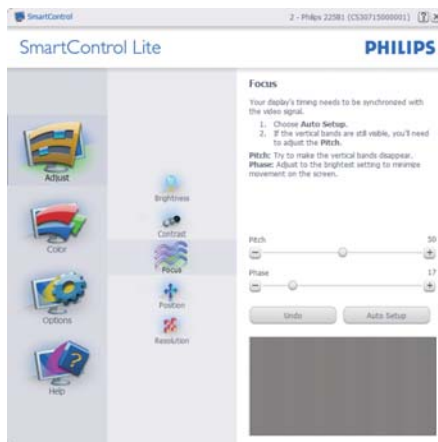 SmartControl
2 - Philips 225B1 (CS30715000001)
SmartControl Lite
PHILIPS
Adjust
Color
Options
Help
Brightness
Contrast
Focus
Position
Resolution
Focus
Your display's timing needs to be synchronized with
the video signal.
1. Choose Auto Setup.
2. If the vertical bands are still visible, you'll need
to adjust the Pitch.
Pitch: Try to make the vertical bands disappear.
Phase: Adjust to the brightest setting to minimize
movement on the screen.
Pitch 50
Phase 17
Undo Auto Setup